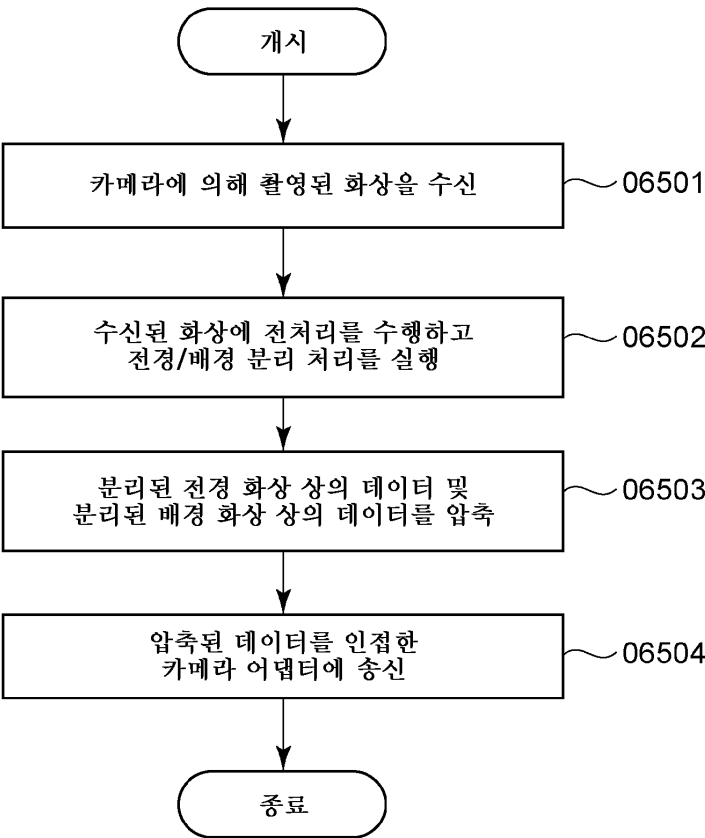 개시
카메라에 의해 촬영된 화상을 수신
06501
수신된 화상에 전처리를 수행하고
전경/배경 분리 처리를 실행
06502
분리된 전경 화상 상의 데이터 및
분리된 배경 화상 상의 데이터를 압축
06503
압축된 데이터를 인접한
카메라 어댑터에 송신
06504
종료